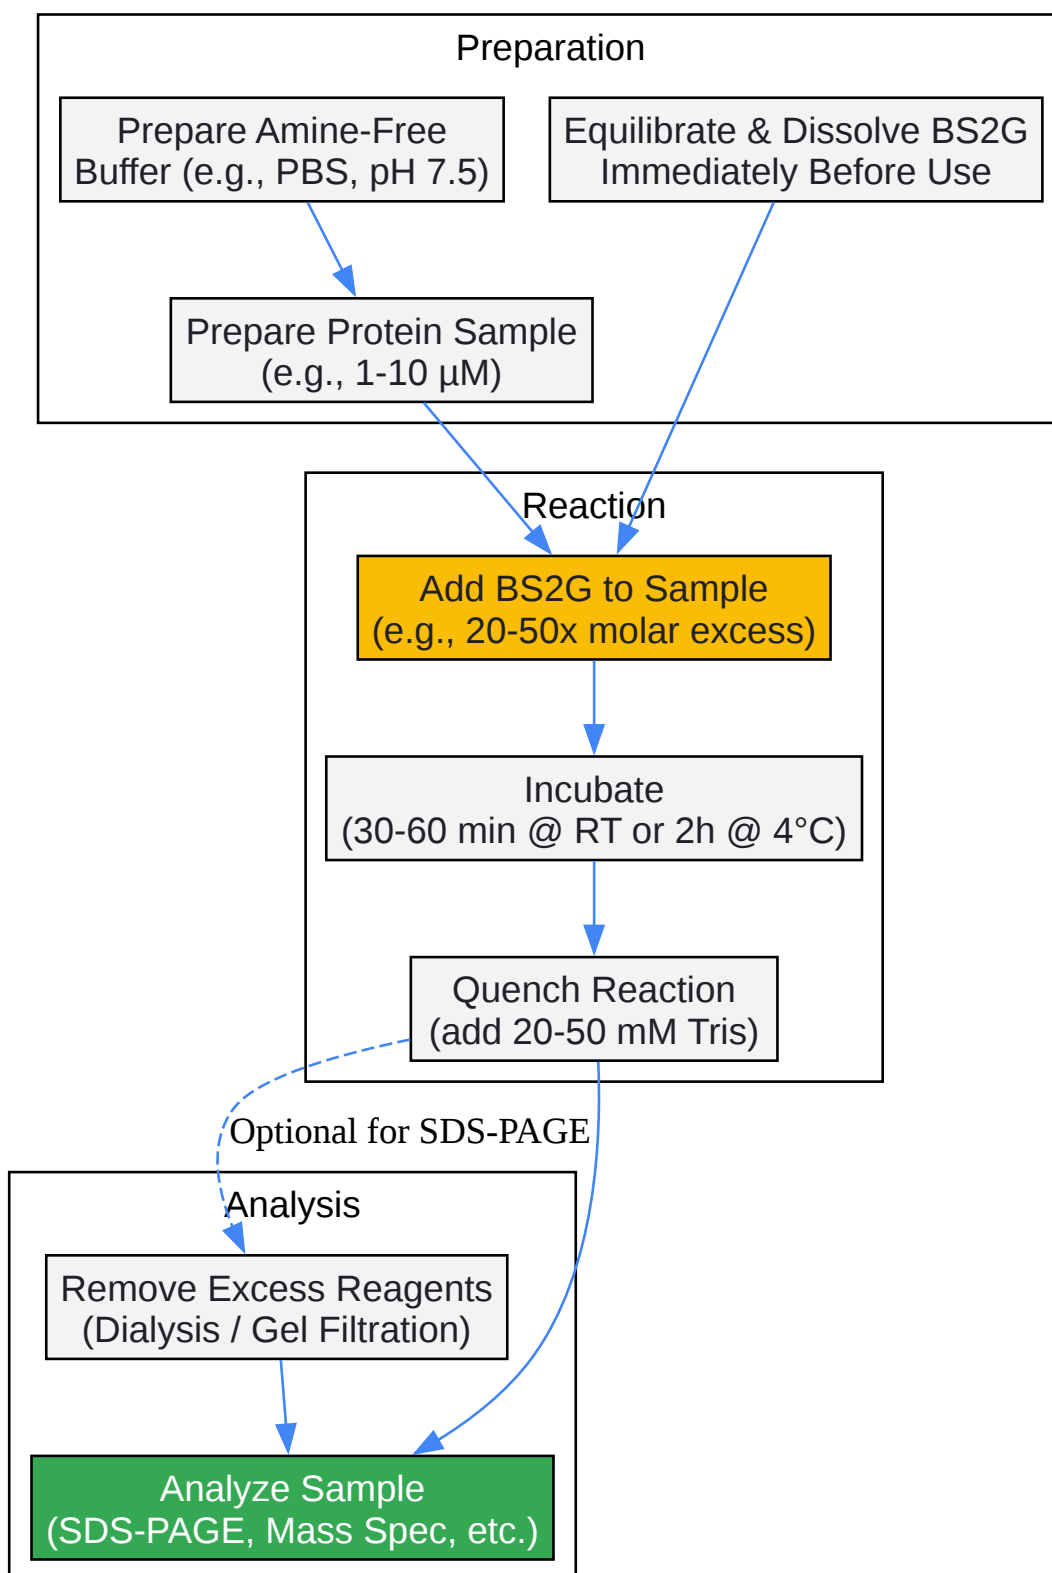 Preparation
Prepare Amine-Free
Buffer (e.g., PBS, pH 7.5)
Equilibrate & Dissolve BS2G
Immediately Before Use
Prepare Protein Sample
(e.g., 1-10 µM)
Reaction
Add BS2G to Sample
(e.g., 20-50x molar excess)
Incubate
(30-60 min @ RT or 2h @ 4°C)
Quench Reaction
(add 20-50 mM Tris)
Optional for SDS-PAGE
Analysis
Remove Excess Reagents
(Dialysis / Gel Filtration)
Analyze Sample
(SDS-PAGE, Mass Spec, etc.)